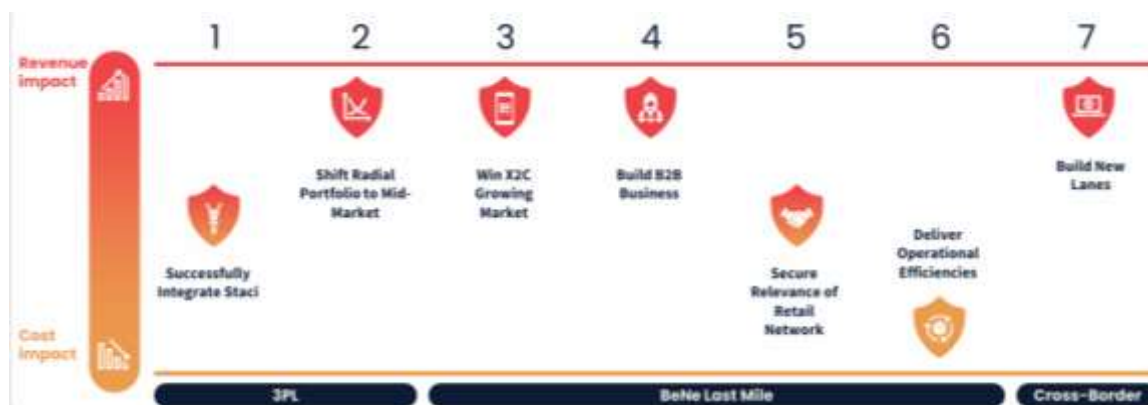 1 2 3 4 5 6 7
Revenue
impact
Shift Radial
Portfolio to Mid-
Market
Win X2C
Growing
Market
Build B2B
Business
Build New
Lanes
Successfully
Integrate Staci
Secure
Relevance of
Retail
Network
Deliver
Operational
Efficiencies
Cost
impact
3PL
BeNe Last Mile
Cross-Border